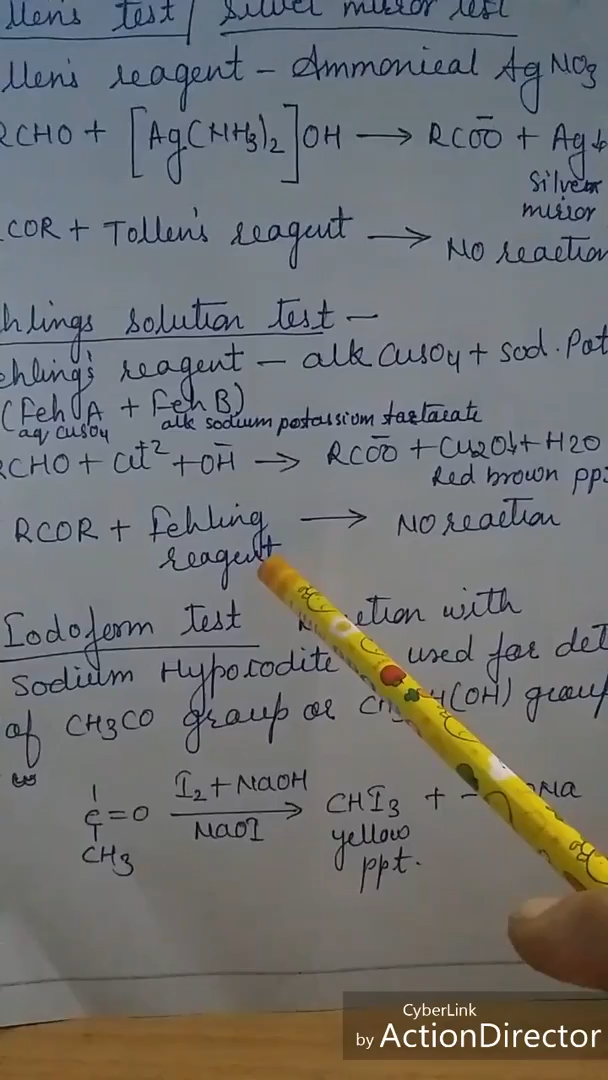 llen's test / Silver mirror test
llen's reagent - Ammonical AgNO3
RCHO + [Ag(NH3)2]OH → RCOO⁻ + Ag↓
Silver
mirror
COR + Tollen's reagent → No reaction
hlings solution test -
ehling's reagent - alk CuSO4 + Sod. Pot
(Feh A + Feh B)
aq CuSO4 alk sodium potassium tartarate
RCHO + Cu+2 + OH⁻ → RCOO⁻ + Cu2O↓ + H2O
Red brown pp
RCOR + Fehling → No reaction
reagent
Iodoform test with
Sodium Hypoiodite used for det
of CH3CO group or (OH) group
C=O I2 + NaOH → CHI3 +
CH3 NaOI yellow
ppt.
CyberLink
by ActionDirector